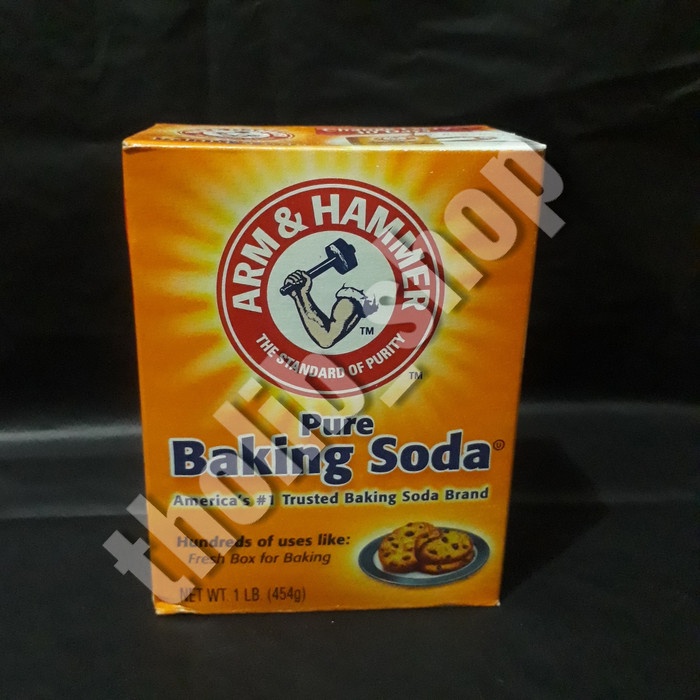 ARM & HAMMER
THE STANDARD OF PURITY
TM
TM
Pure
Baking Soda
America's #1 Trusted Baking Soda Brand
Hundreds of uses like:
Fresh Box for Baking
NET WT. 1 LB. (454g)
tholip_shop